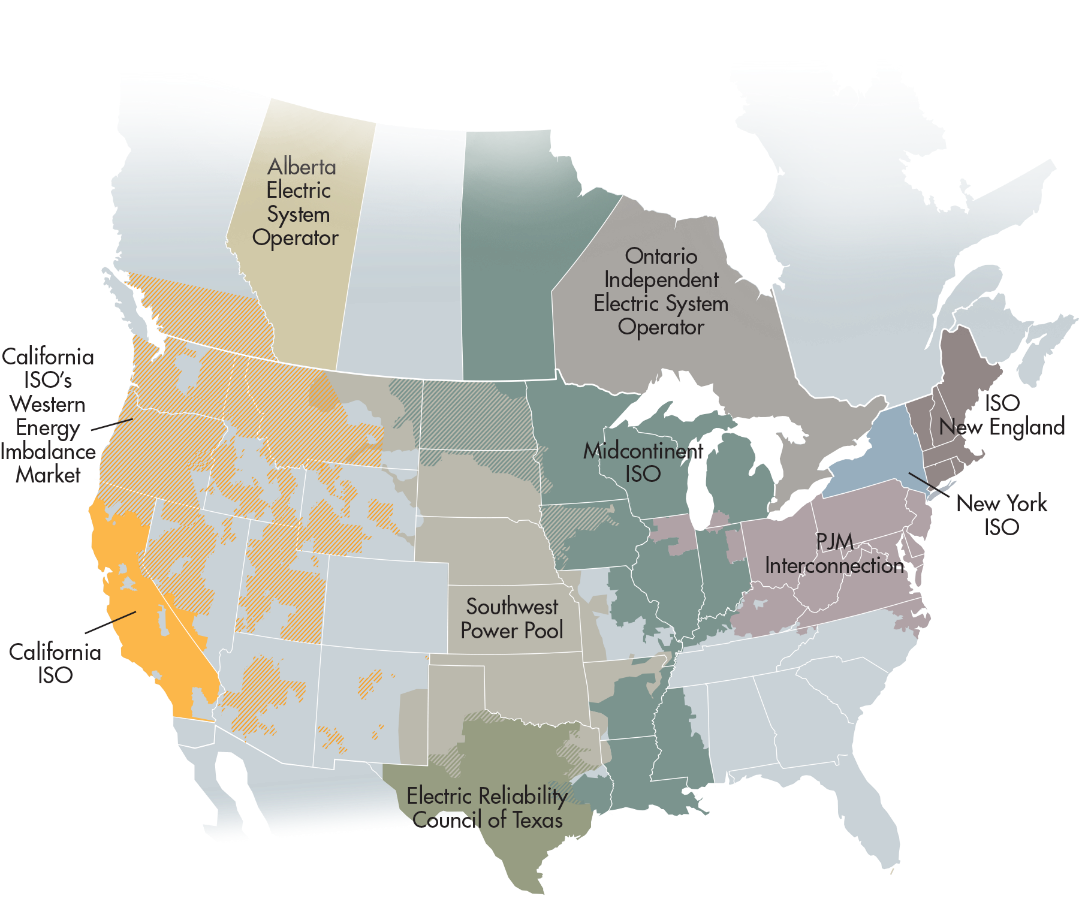 Alberta
Electric
System
Operator
Ontario
Independent
Electric System
Operator
California
ISO's
Western
Energy
Imbalance
Market
ISO
New England
Midcontinent
ISO
New York
ISO
PJM
Interconnection
Southwest
Power Pool
California
ISO
Electric Reliability
Council of Texas